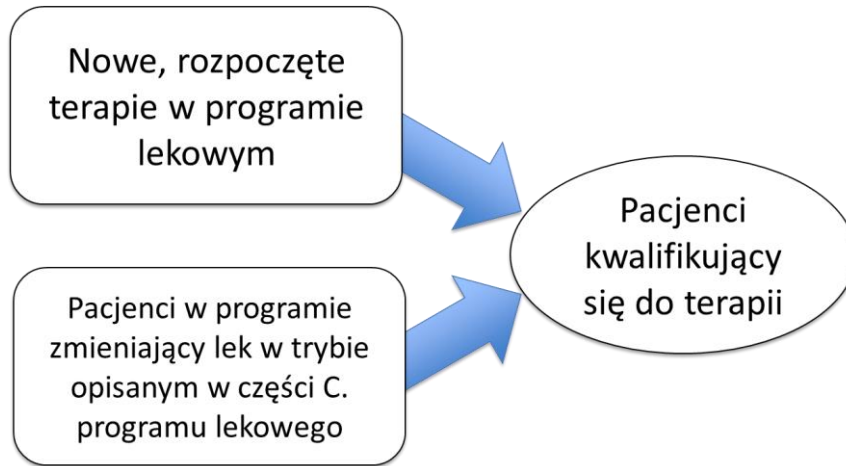 Nowe, rozpoczęte
terapie w programie
lekowym
Pacjenci w programie
zmieniający lek w trybie
opisanym w części C.
programu lekowego
Pacjenci
kwalifikujący
się do terapii